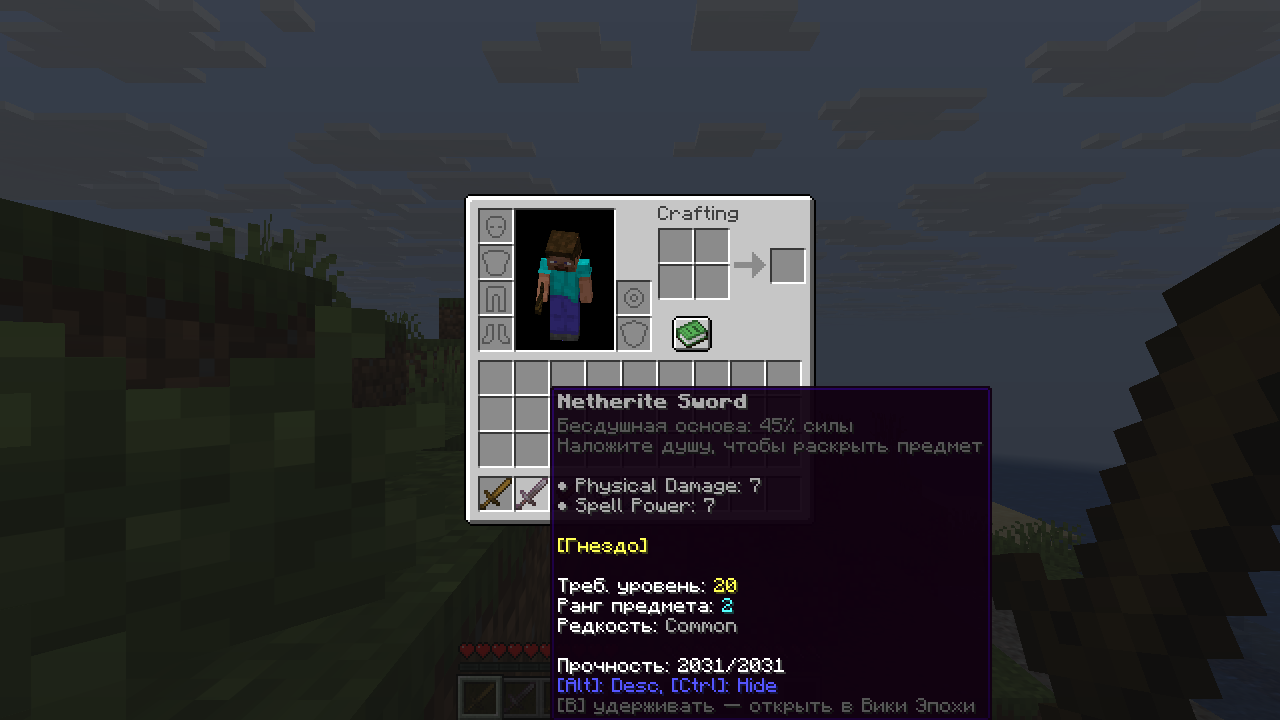 Crafting
Netherite Sword
Бесдушная основа: 45% силы
Наложите душу, чтобы раскрыть предмет
• Physical Damage: 7
• Spell Power: 7
[Гнездо]
Треб. уровень: 20
Ранг предмета: 2
Редкость: Common
Прочность: 2031/2031
[Alt]: Desc, [Ctrl]: Hide
[B] удерживать — открыть в Вики Эпохи